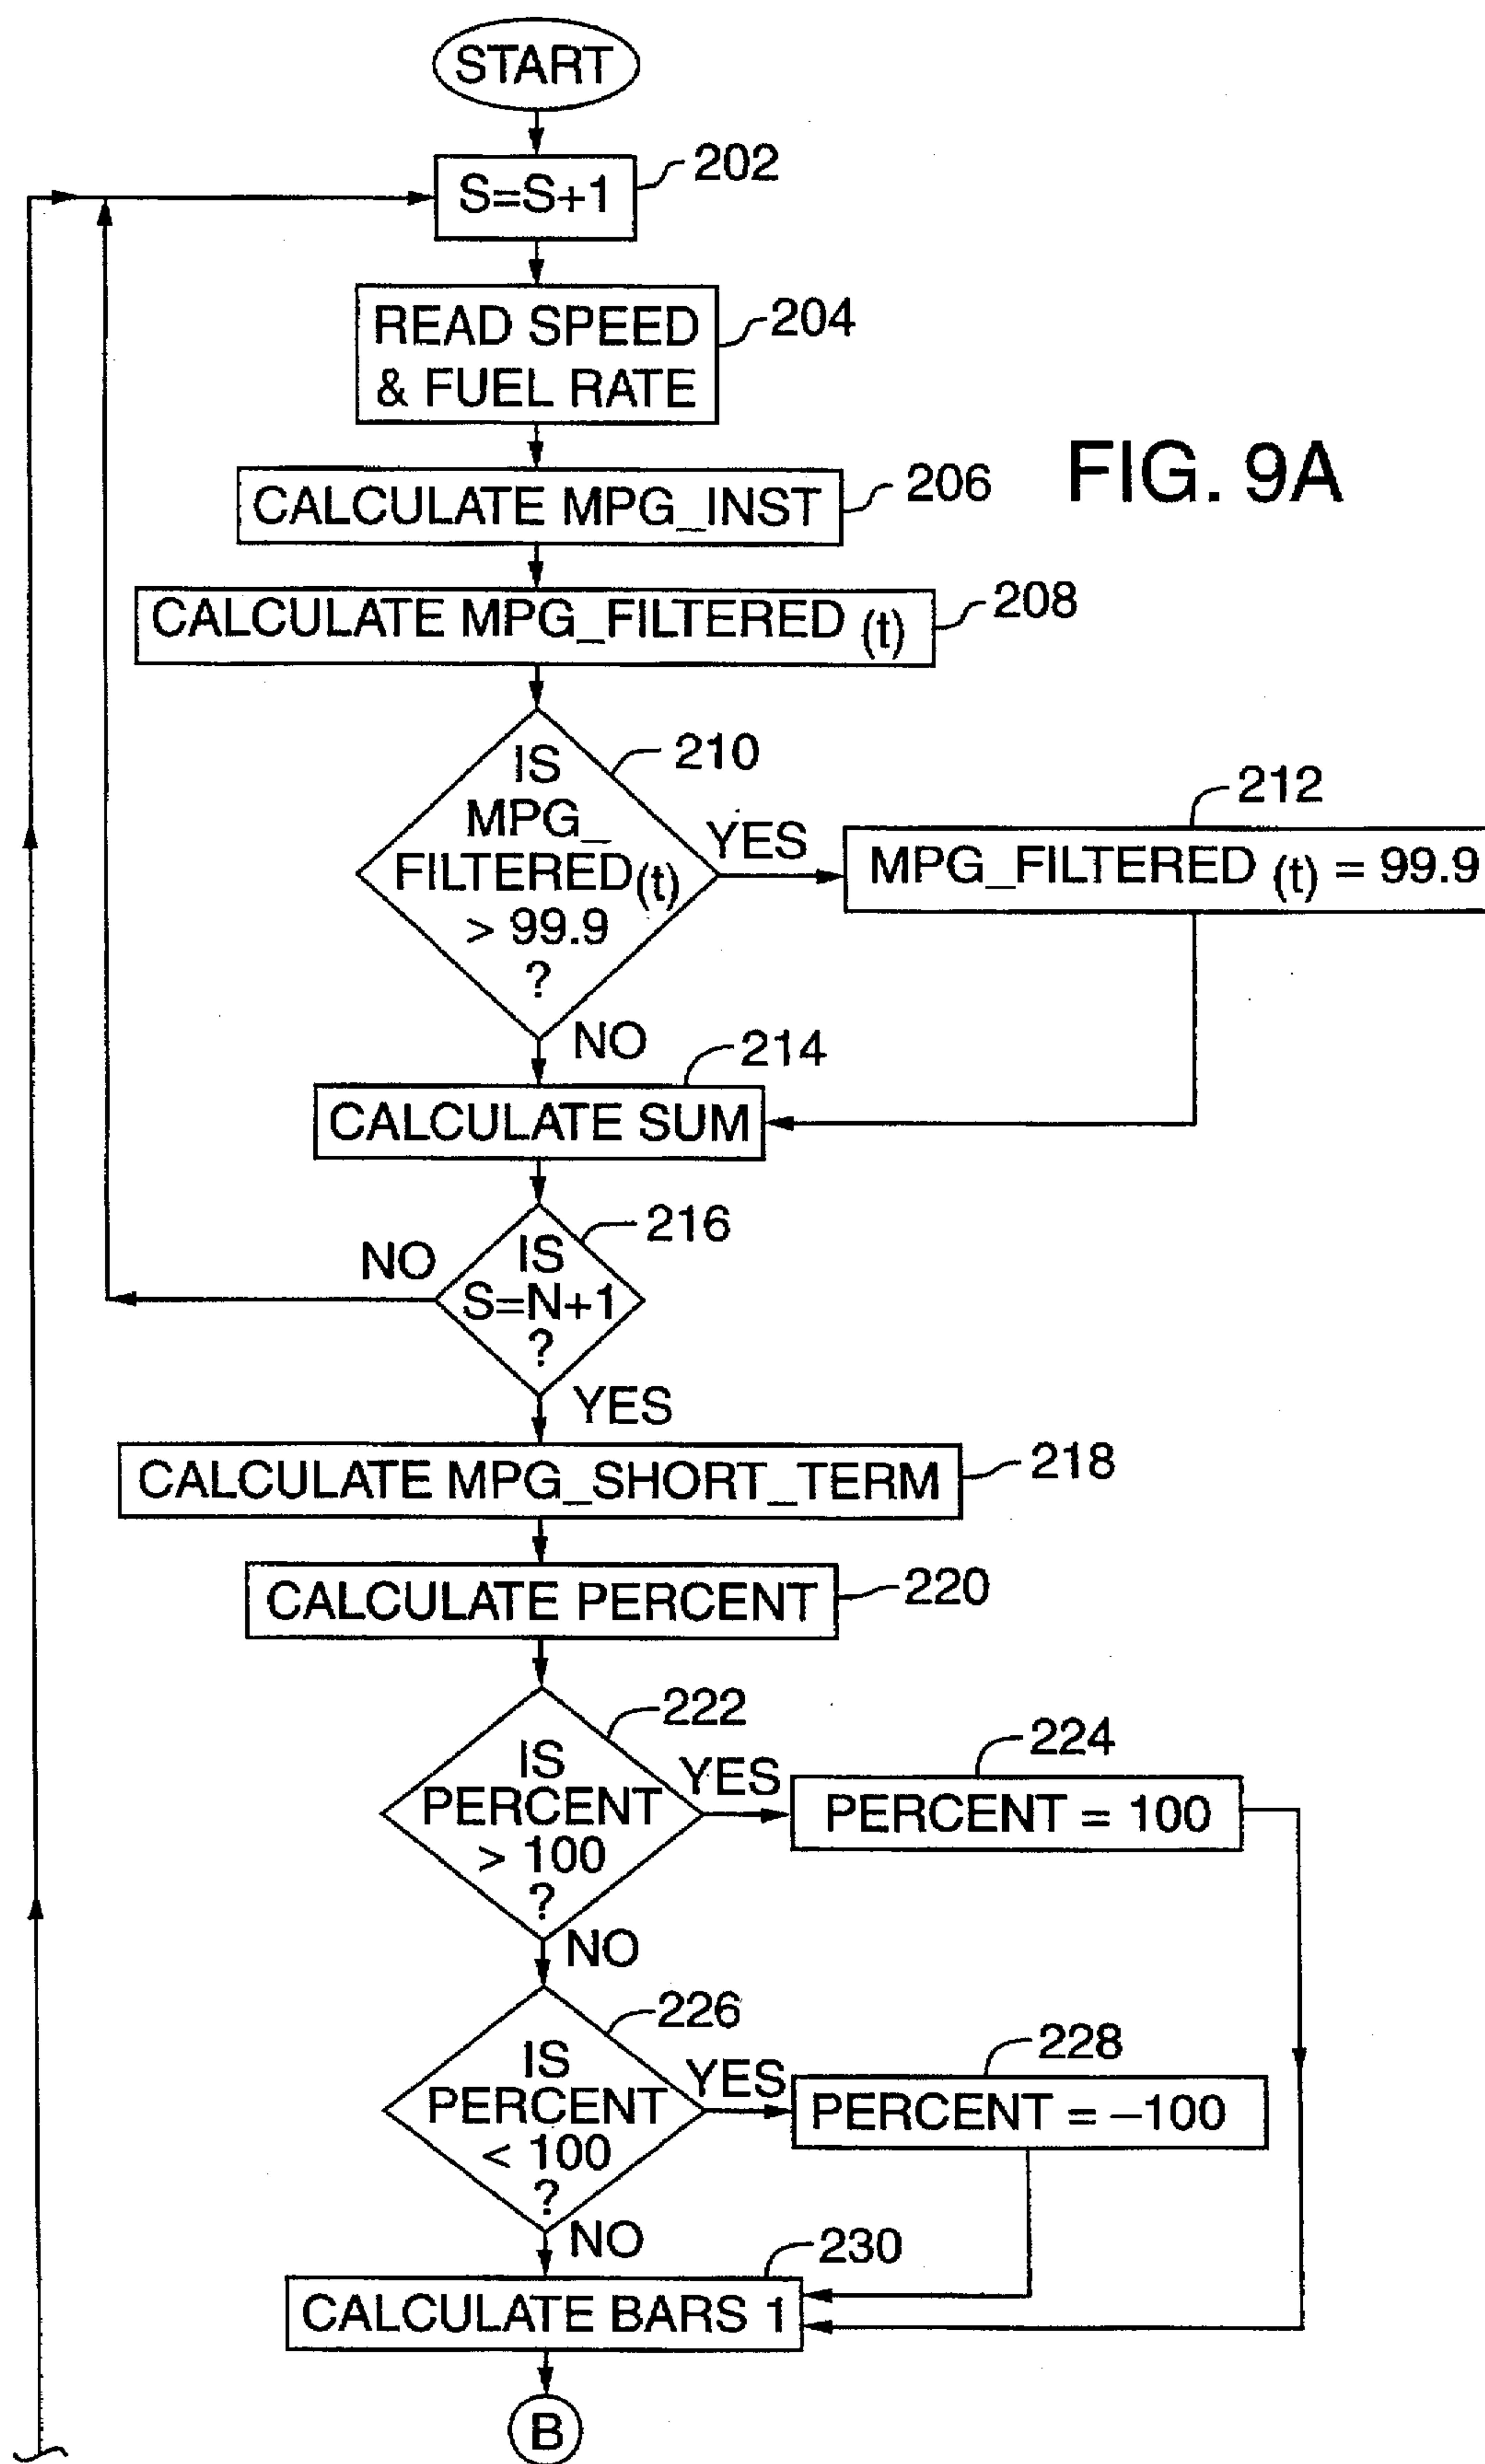 START
202
S=S+1
204
READ SPEED
& FUEL RATE
206
CALCULATE MPG_INST
FIG. 9A
208
CALCULATE MPG_FILTERED (t)
210
IS
MPG_
FILTERED(t)
> 99.9
?
YES
212
MPG_FILTERED (t) = 99.9
NO
214
CALCULATE SUM
216
IS
S=N+1
?
NO
YES
218
CALCULATE MPG_SHORT_TERM
220
CALCULATE PERCENT
222
IS
PERCENT
> 100
?
YES
224
PERCENT = 100
NO
226
IS
PERCENT
< 100
?
YES
228
PERCENT = –100
NO
230
CALCULATE BARS 1
B